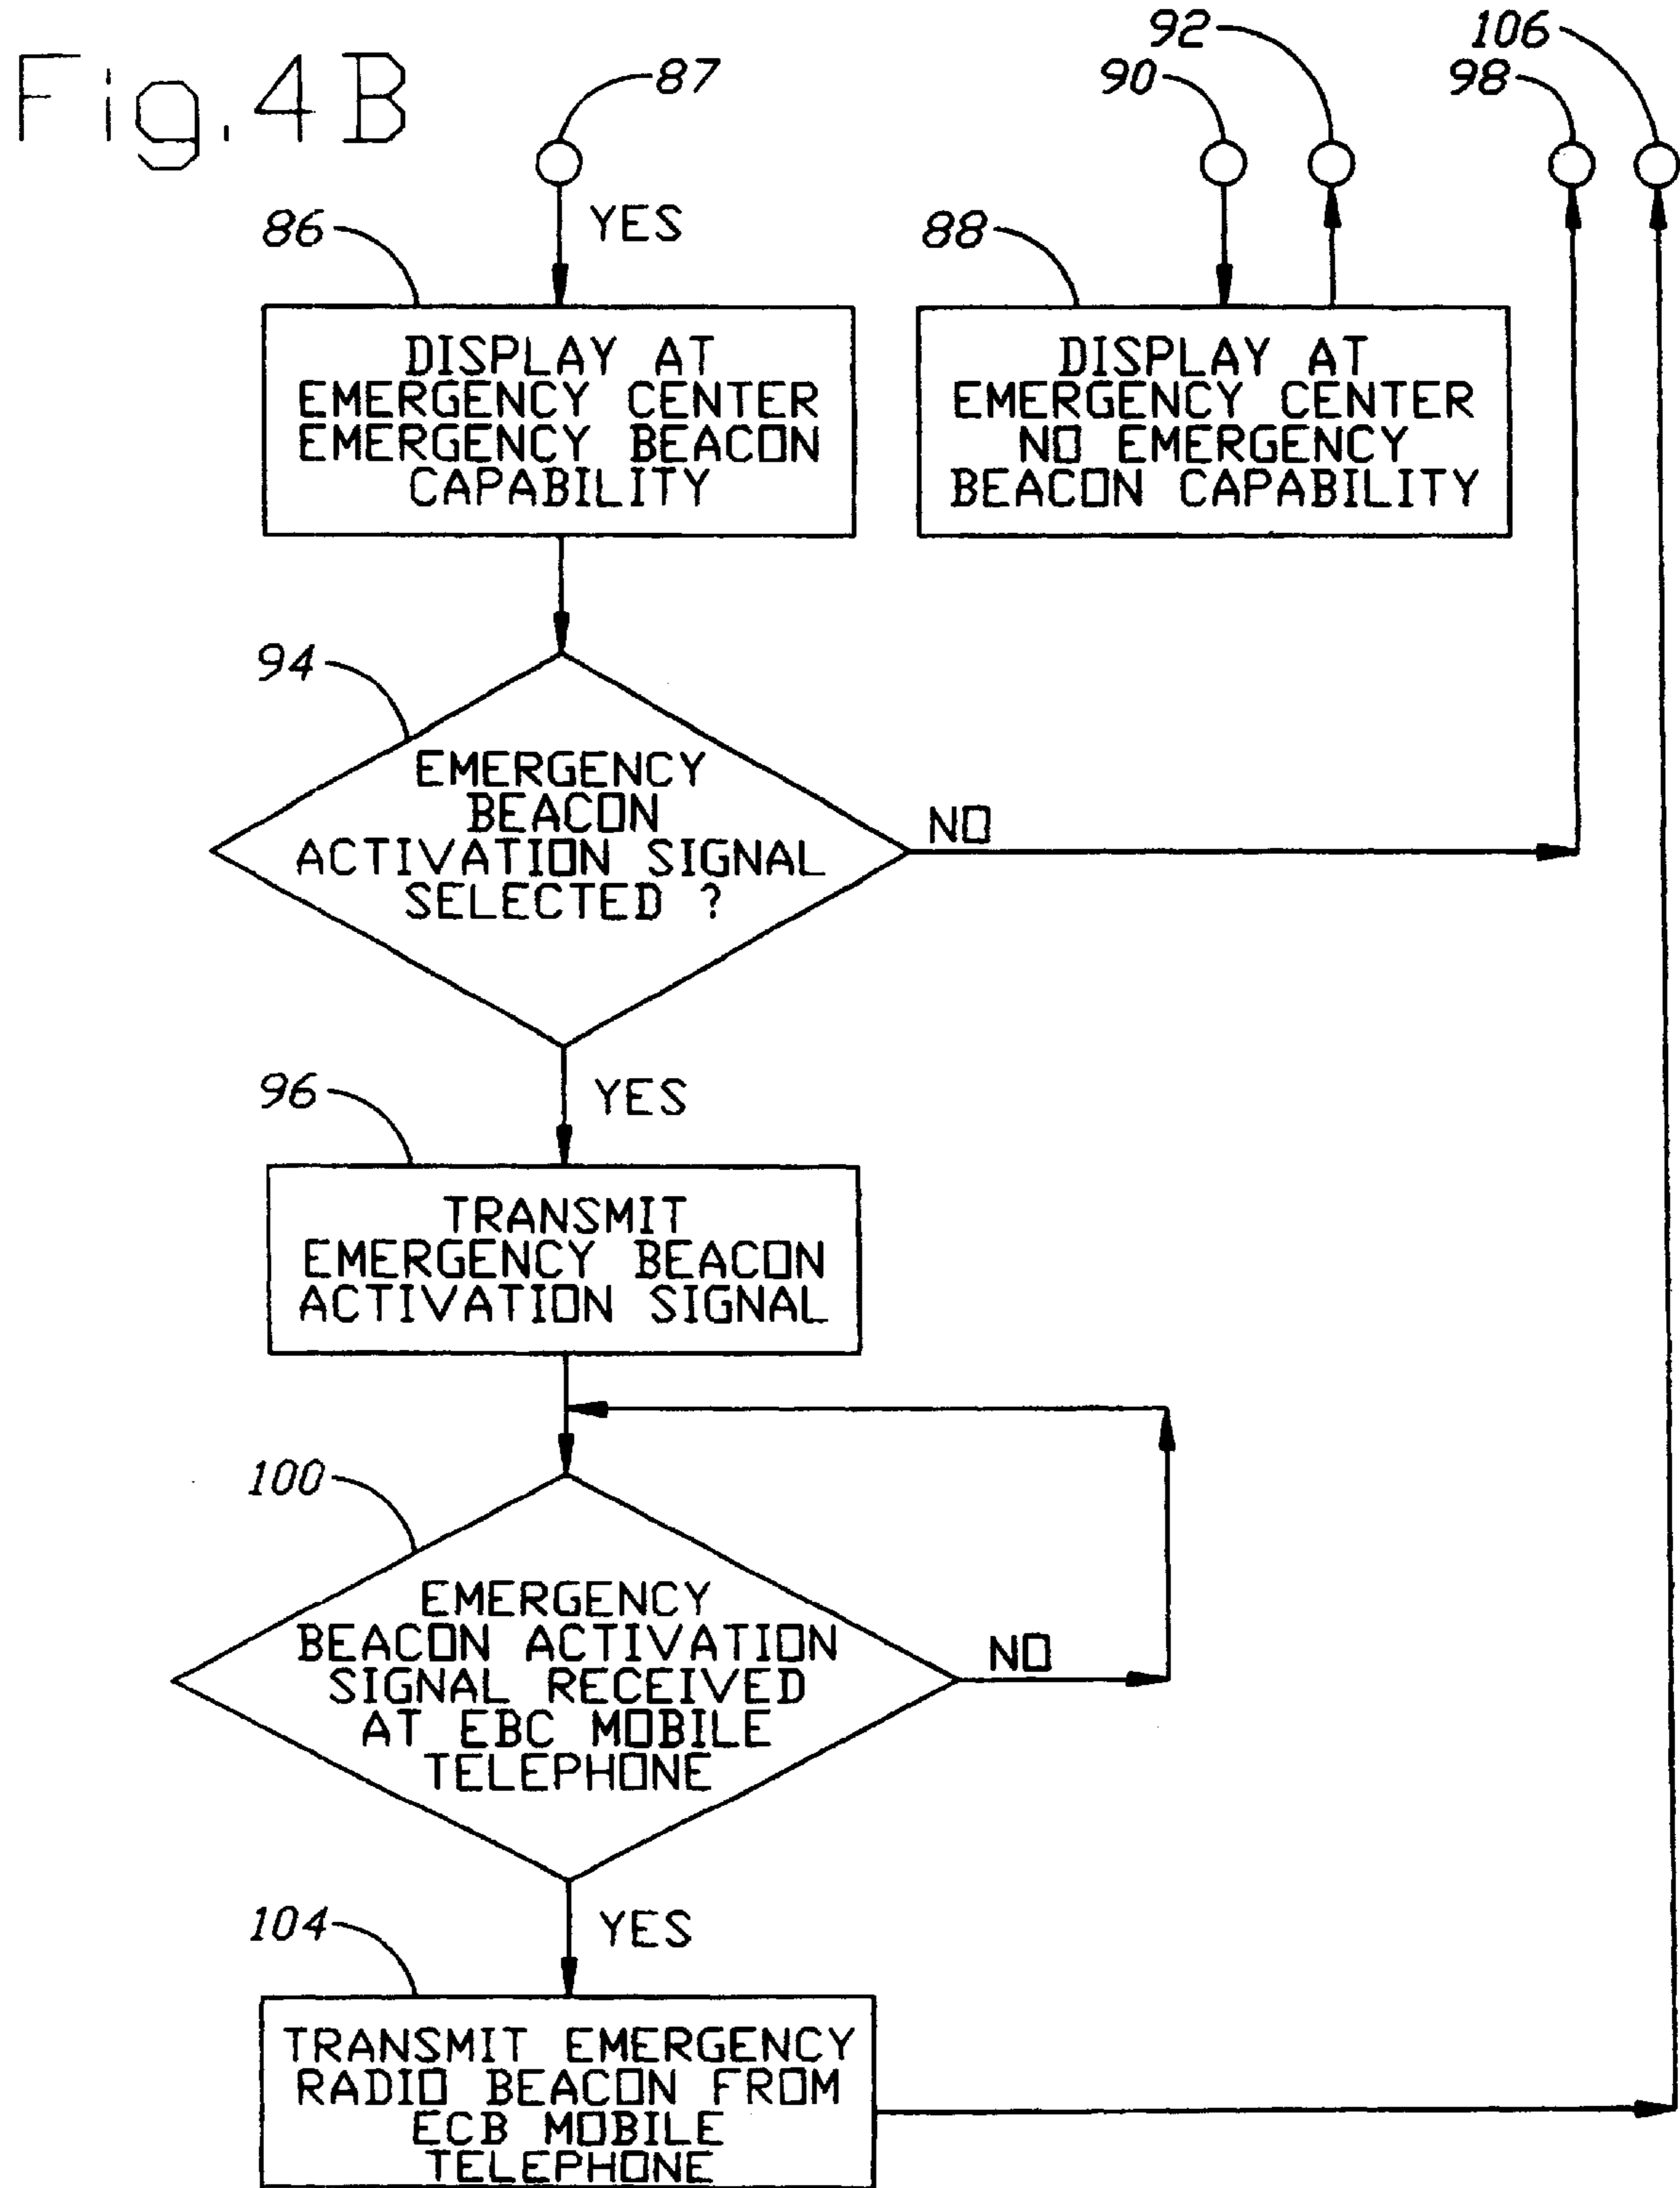 Fig.4B
87
92
90
106
98
YES
86
88
DISPLAY AT
EMERGENCY CENTER
EMERGENCY BEACON
CAPABILITY
DISPLAY AT
EMERGENCY CENTER
NO EMERGENCY
BEACON CAPABILITY
94
EMERGENCY
BEACON
ACTIVATION SIGNAL
SELECTED ?
NO
YES
96
TRANSMIT
EMERGENCY BEACON
ACTIVATION SIGNAL
100
EMERGENCY
BEACON ACTIVATION
SIGNAL RECEIVED
AT EBC MOBILE
TELEPHONE
NO
YES
104
TRANSMIT EMERGENCY
RADIO BEACON FROM
ECB MOBILE
TELEPHONE